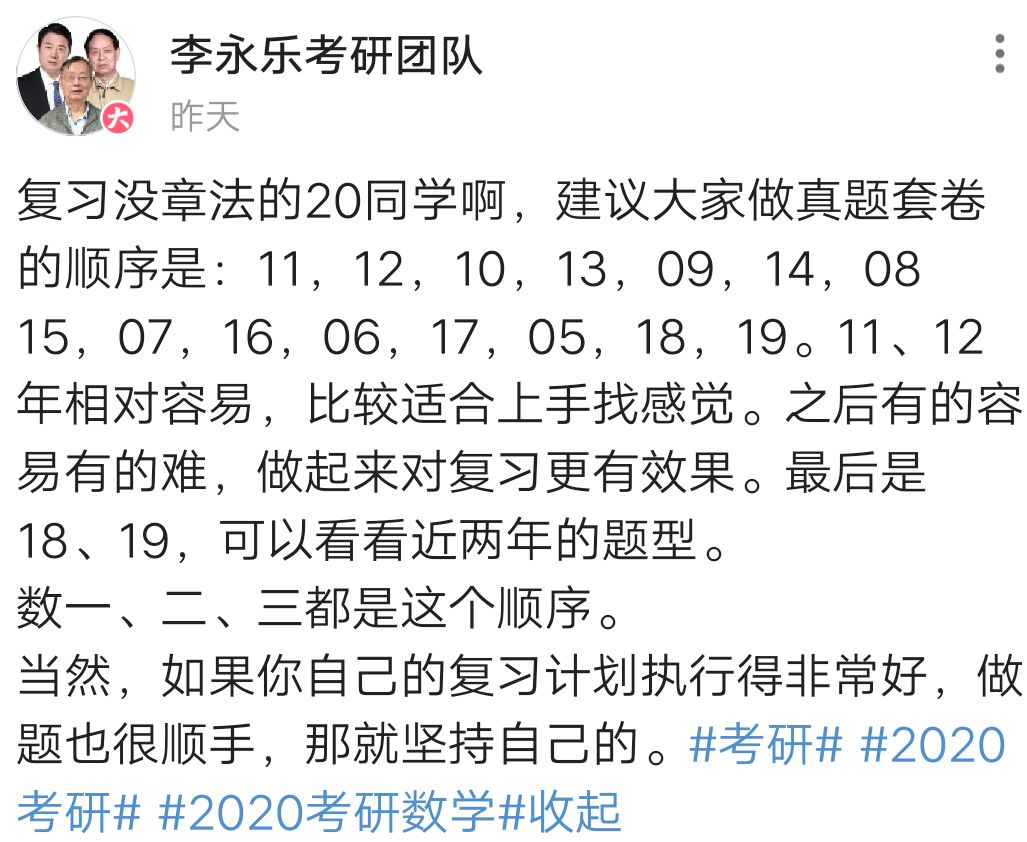 李永乐考研团队
大
昨天
复习没章法的20同学啊，建议大家做真题套卷
的顺序是：11，12，10，13，09，14，08
15，07，16，06，17，05，18，19。11、12
年相对容易，比较适合上手找感觉。之后有的容
易有的难，做起来对复习更有效果。最后是
18、19，可以看看近两年的题型。
数一、二、三都是这个顺序。
当然，如果你自己的复习计划执行得非常好，做
题也很顺手，那就坚持自己的。#考研# #2020
考研# #2020考研数学#收起